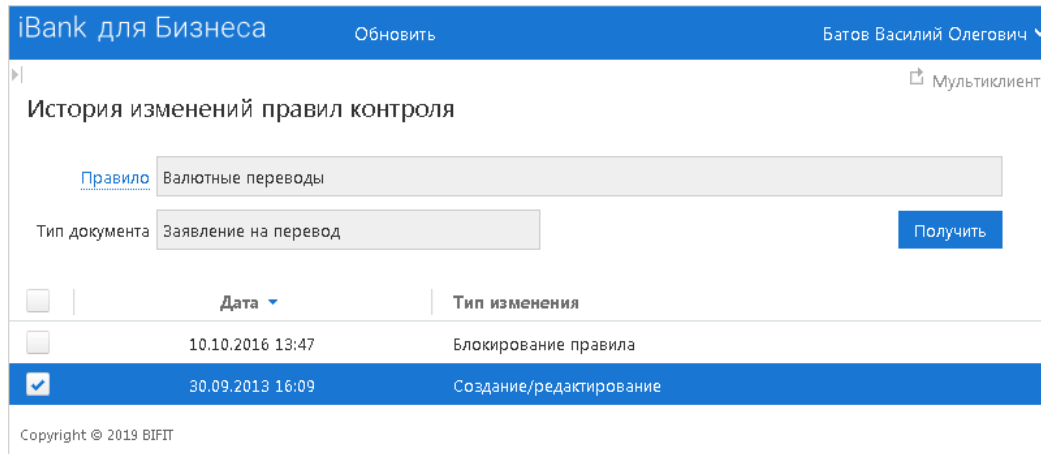 iBank для Бизнеса Обновить Батов Василий Олегович
Мультиклиент
История изменений правил контроля
Правило Валютные переводы
Тип документа Заявление на перевод Получить
Дата Тип изменения
10.10.2016 13:47 Блокирование правила
30.09.2013 16:09 Создание/редактирование
Copyright © 2019 BIFIT